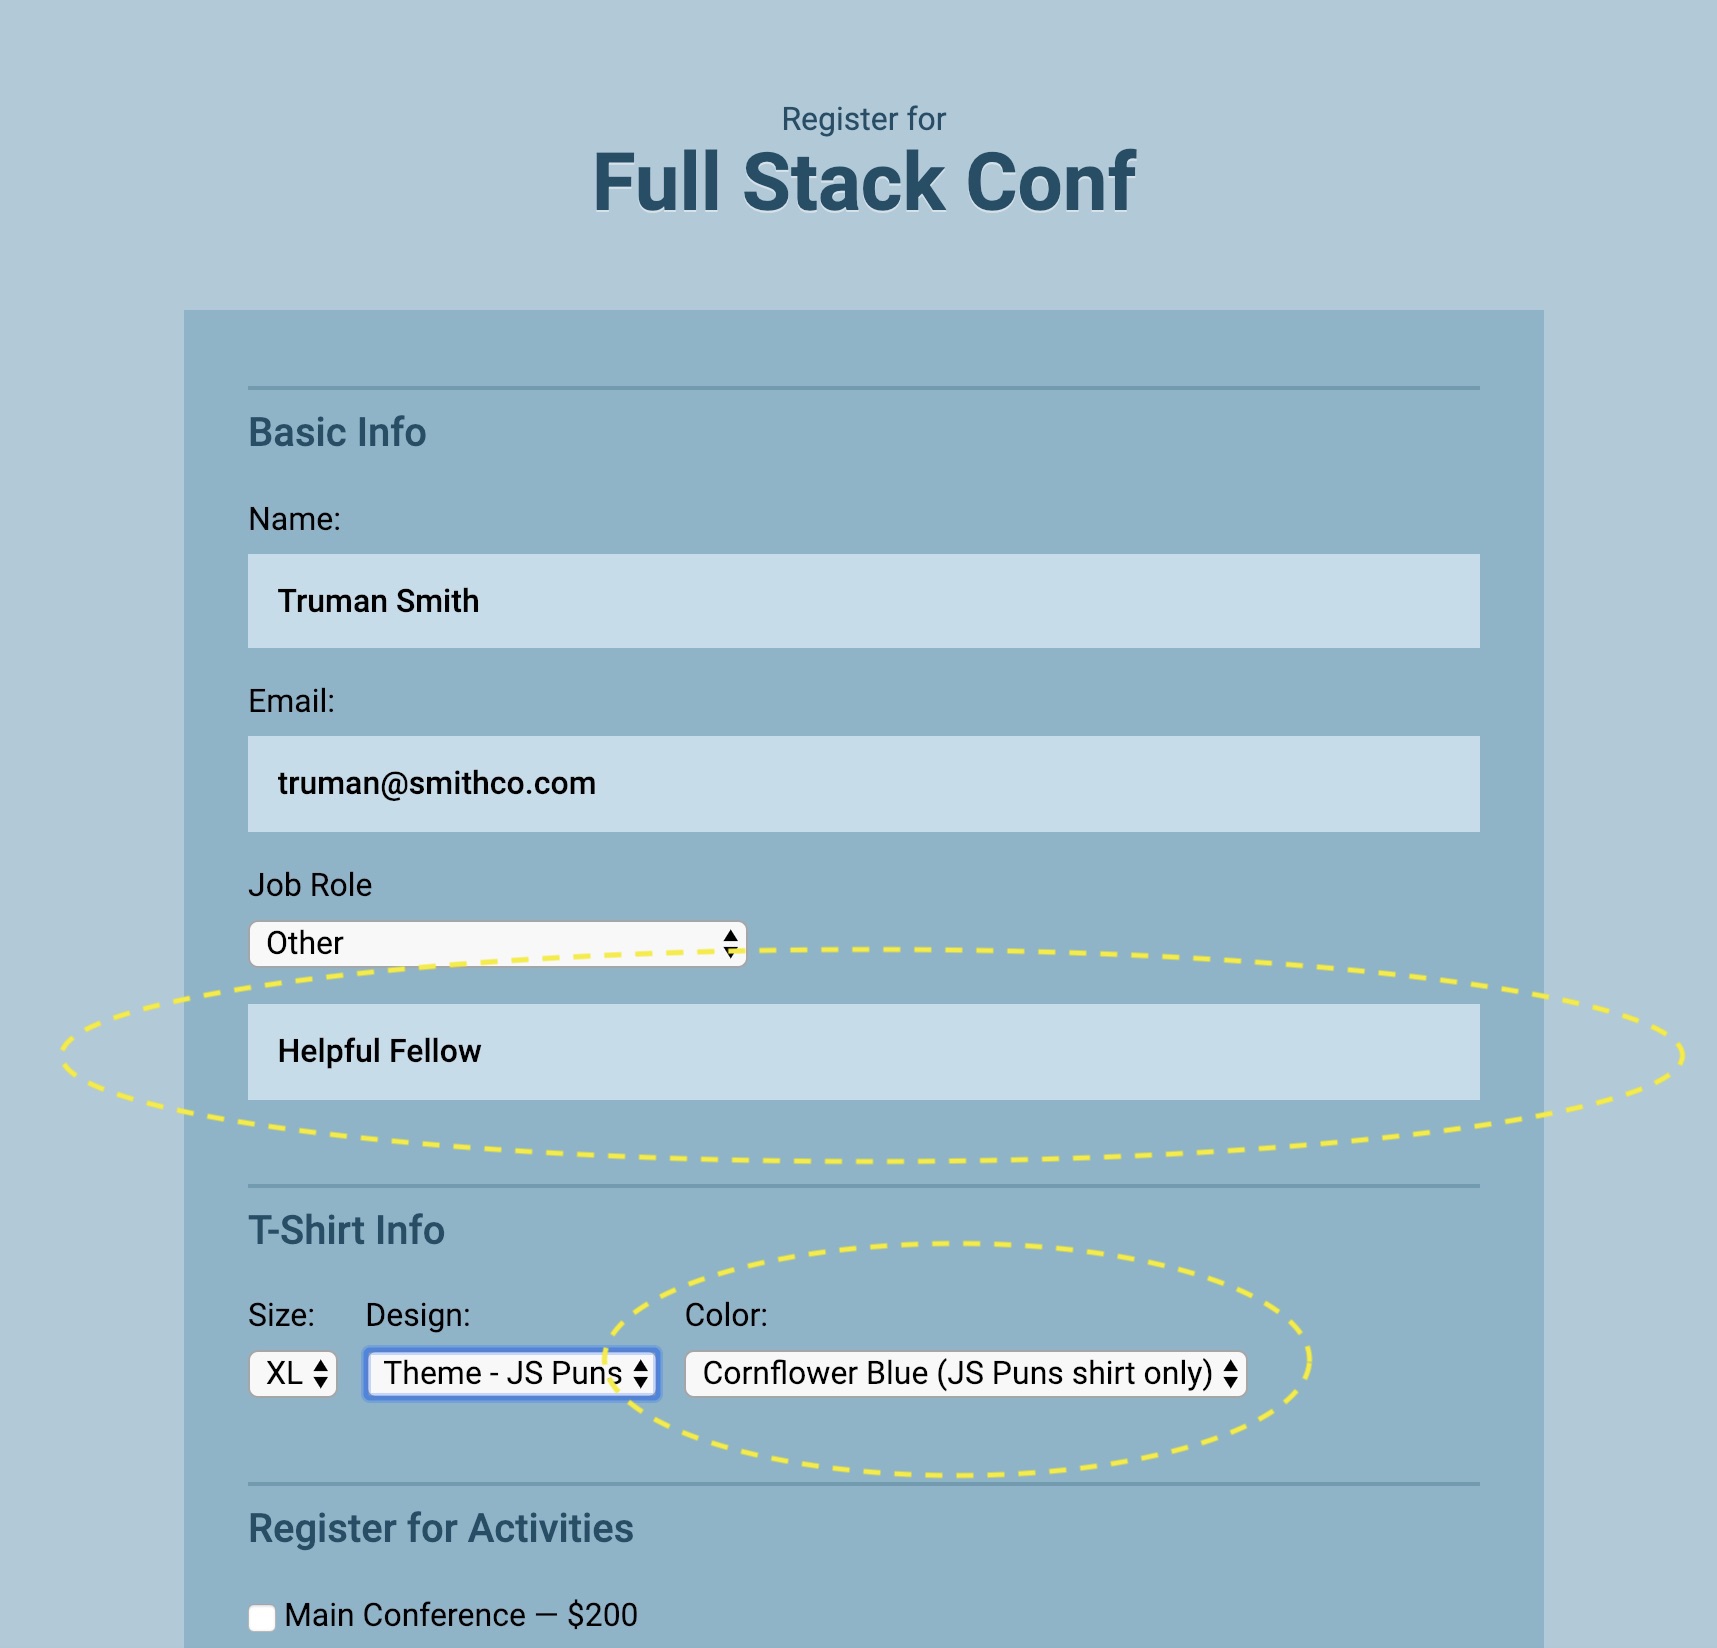 Register for
Full Stack Conf
Basic Info
Name:
Truman Smith
Email:
truman@smithco.com
Job Role
Other
Helpful Fellow
T-Shirt Info
Size: Design: Color:
XL Theme - JS Puns Cornflower Blue (JS Puns shirt only)
Register for Activities
Main Conference — $200